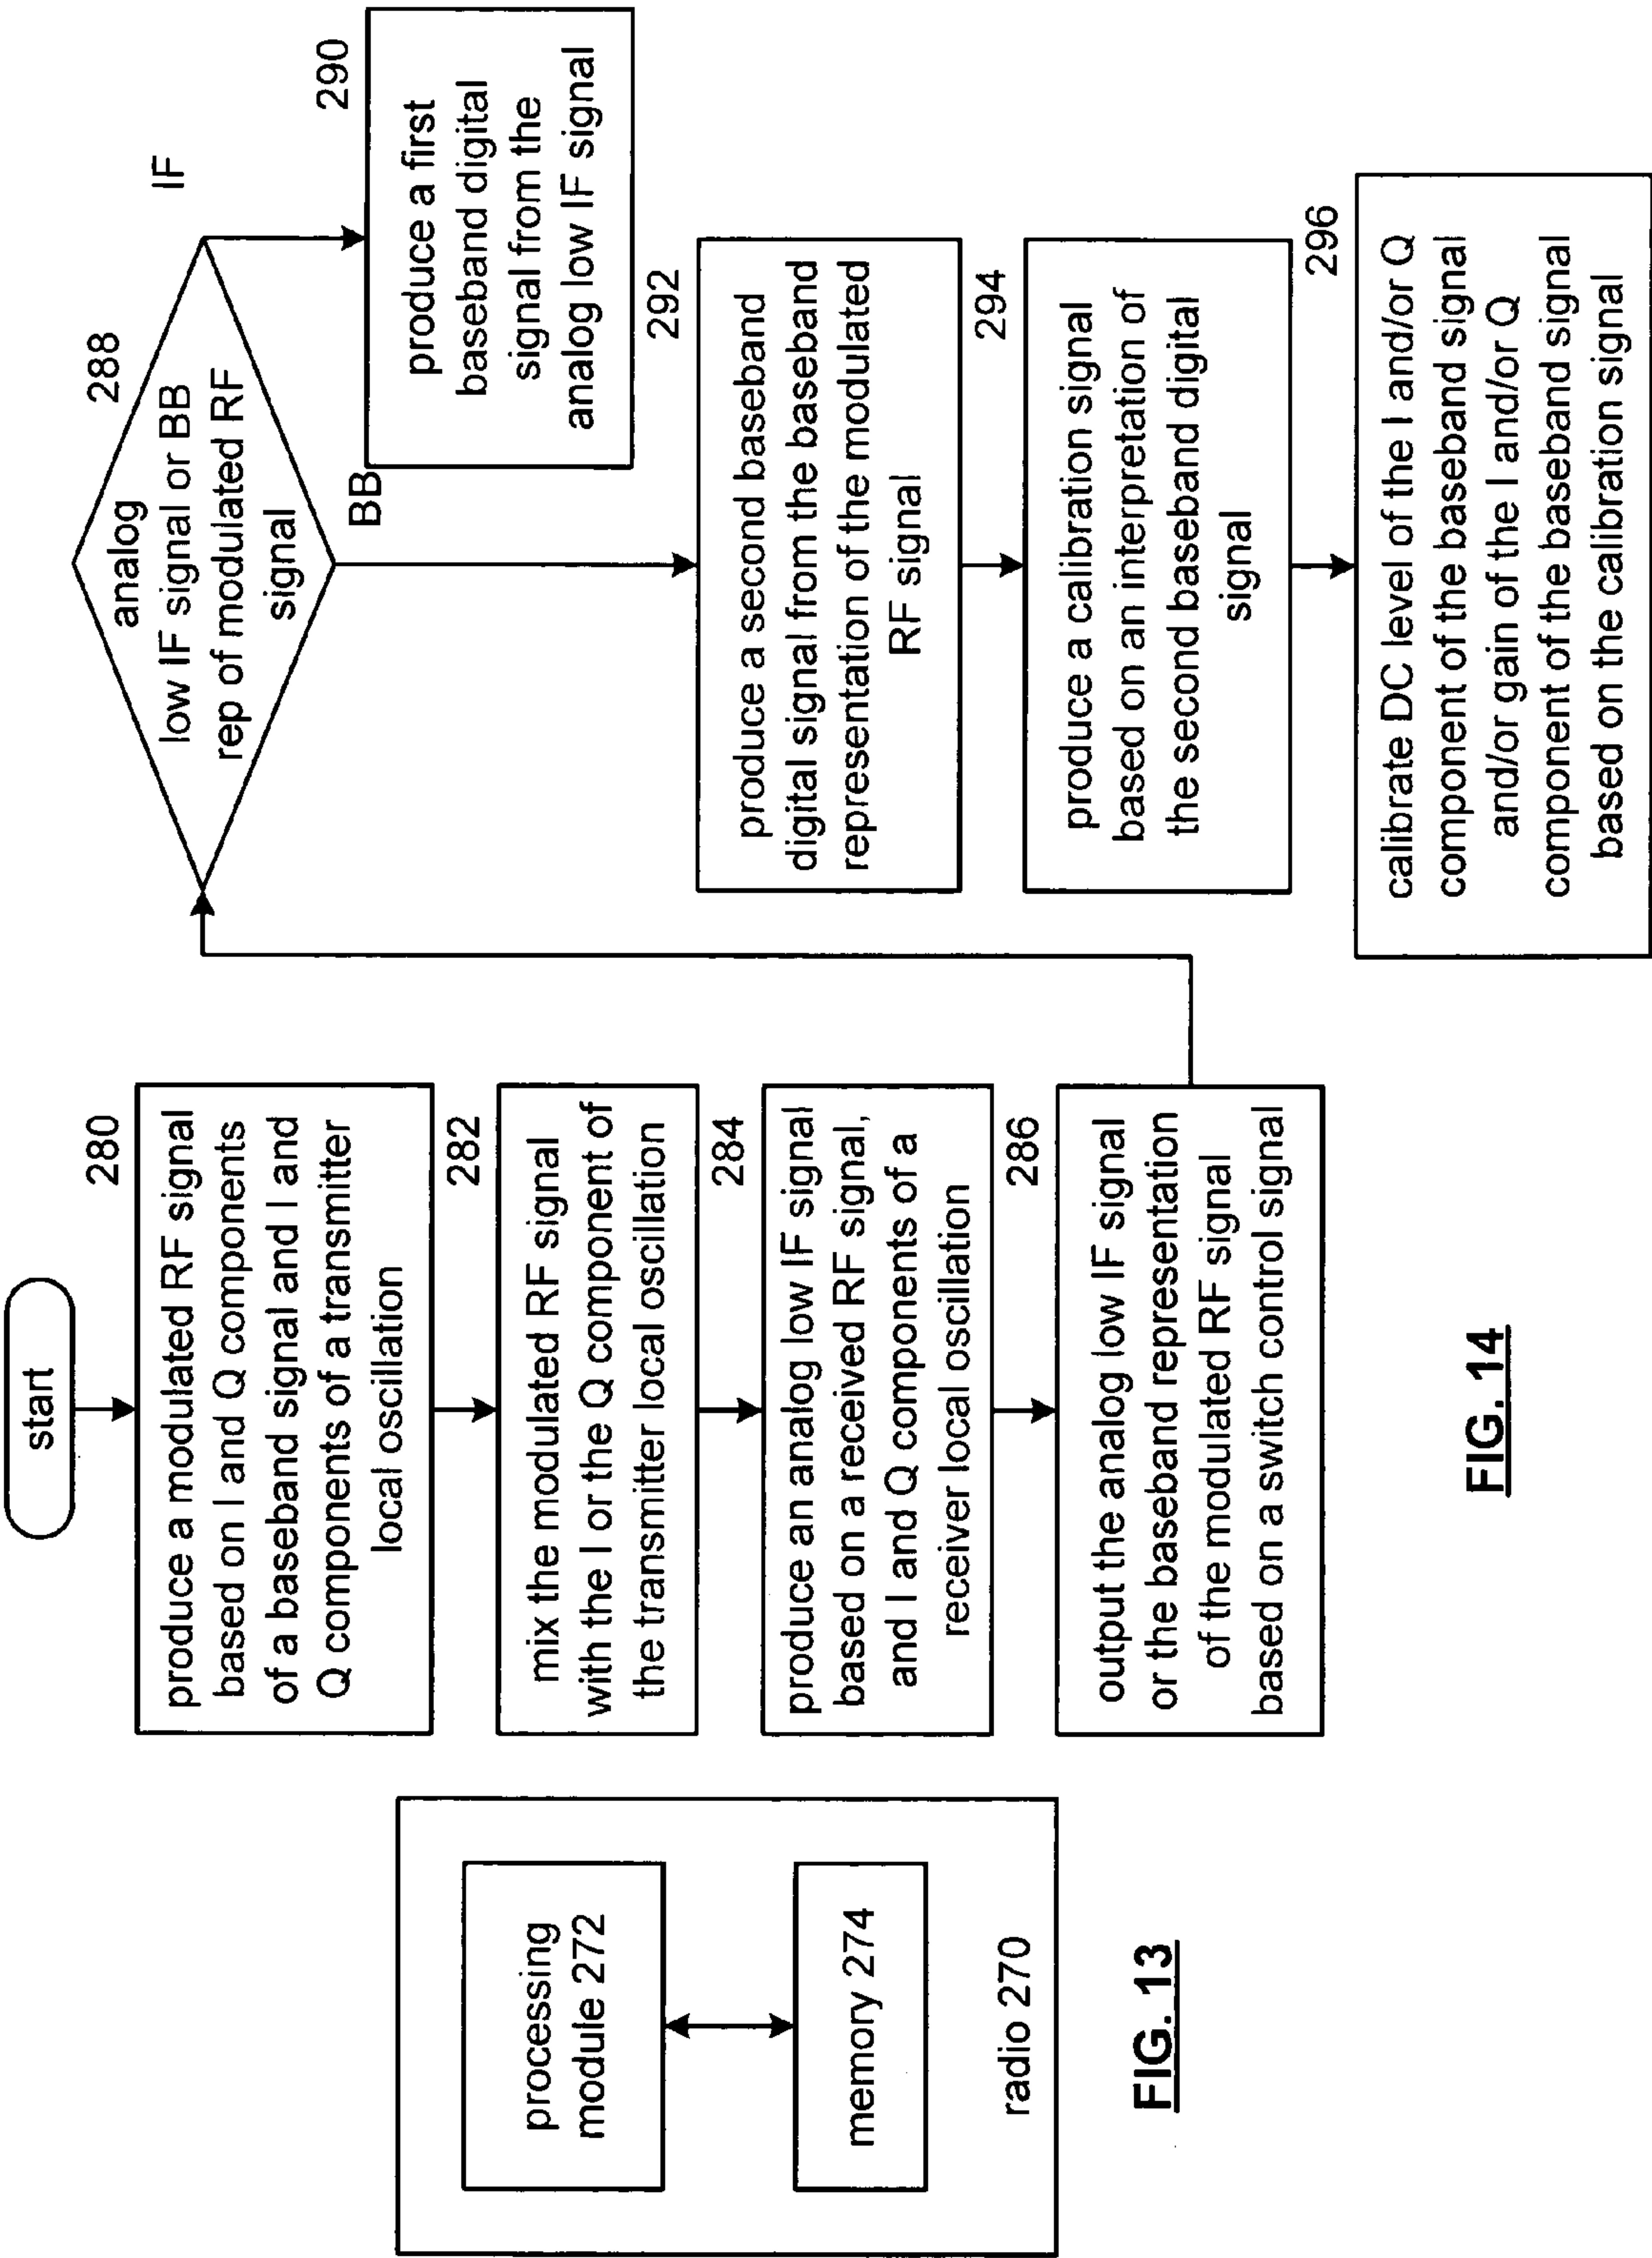 processing
module 272
memory 274
radio 270
FIG. 13
start
280
produce a modulated RF signal
based on I and Q components
of a baseband signal and I and
Q components of a transmitter
local oscillation
282
mix the modulated RF signal
with the I or the Q component of
the transmitter local oscillation
284
produce an analog low IF signal
based on a received RF signal,
and I and Q components of a
receiver local oscillation
286
output the analog low IF signal
or the baseband representation
of the modulated RF signal
based on a switch control signal
288
analog
low IF signal or BB
rep of modulated RF
signal
IF
BB
290
produce a first
baseband digital
signal from the
analog low IF signal
292
produce a second baseband
digital signal from the baseband
representation of the modulated
RF signal
294
produce a calibration signal
based on an interpretation of
the second baseband digital
signal
296
calibrate DC level of the I and/or Q
component of the baseband signal
and/or gain of the I and/or Q
component of the baseband signal
based on the calibration signal
FIG. 14